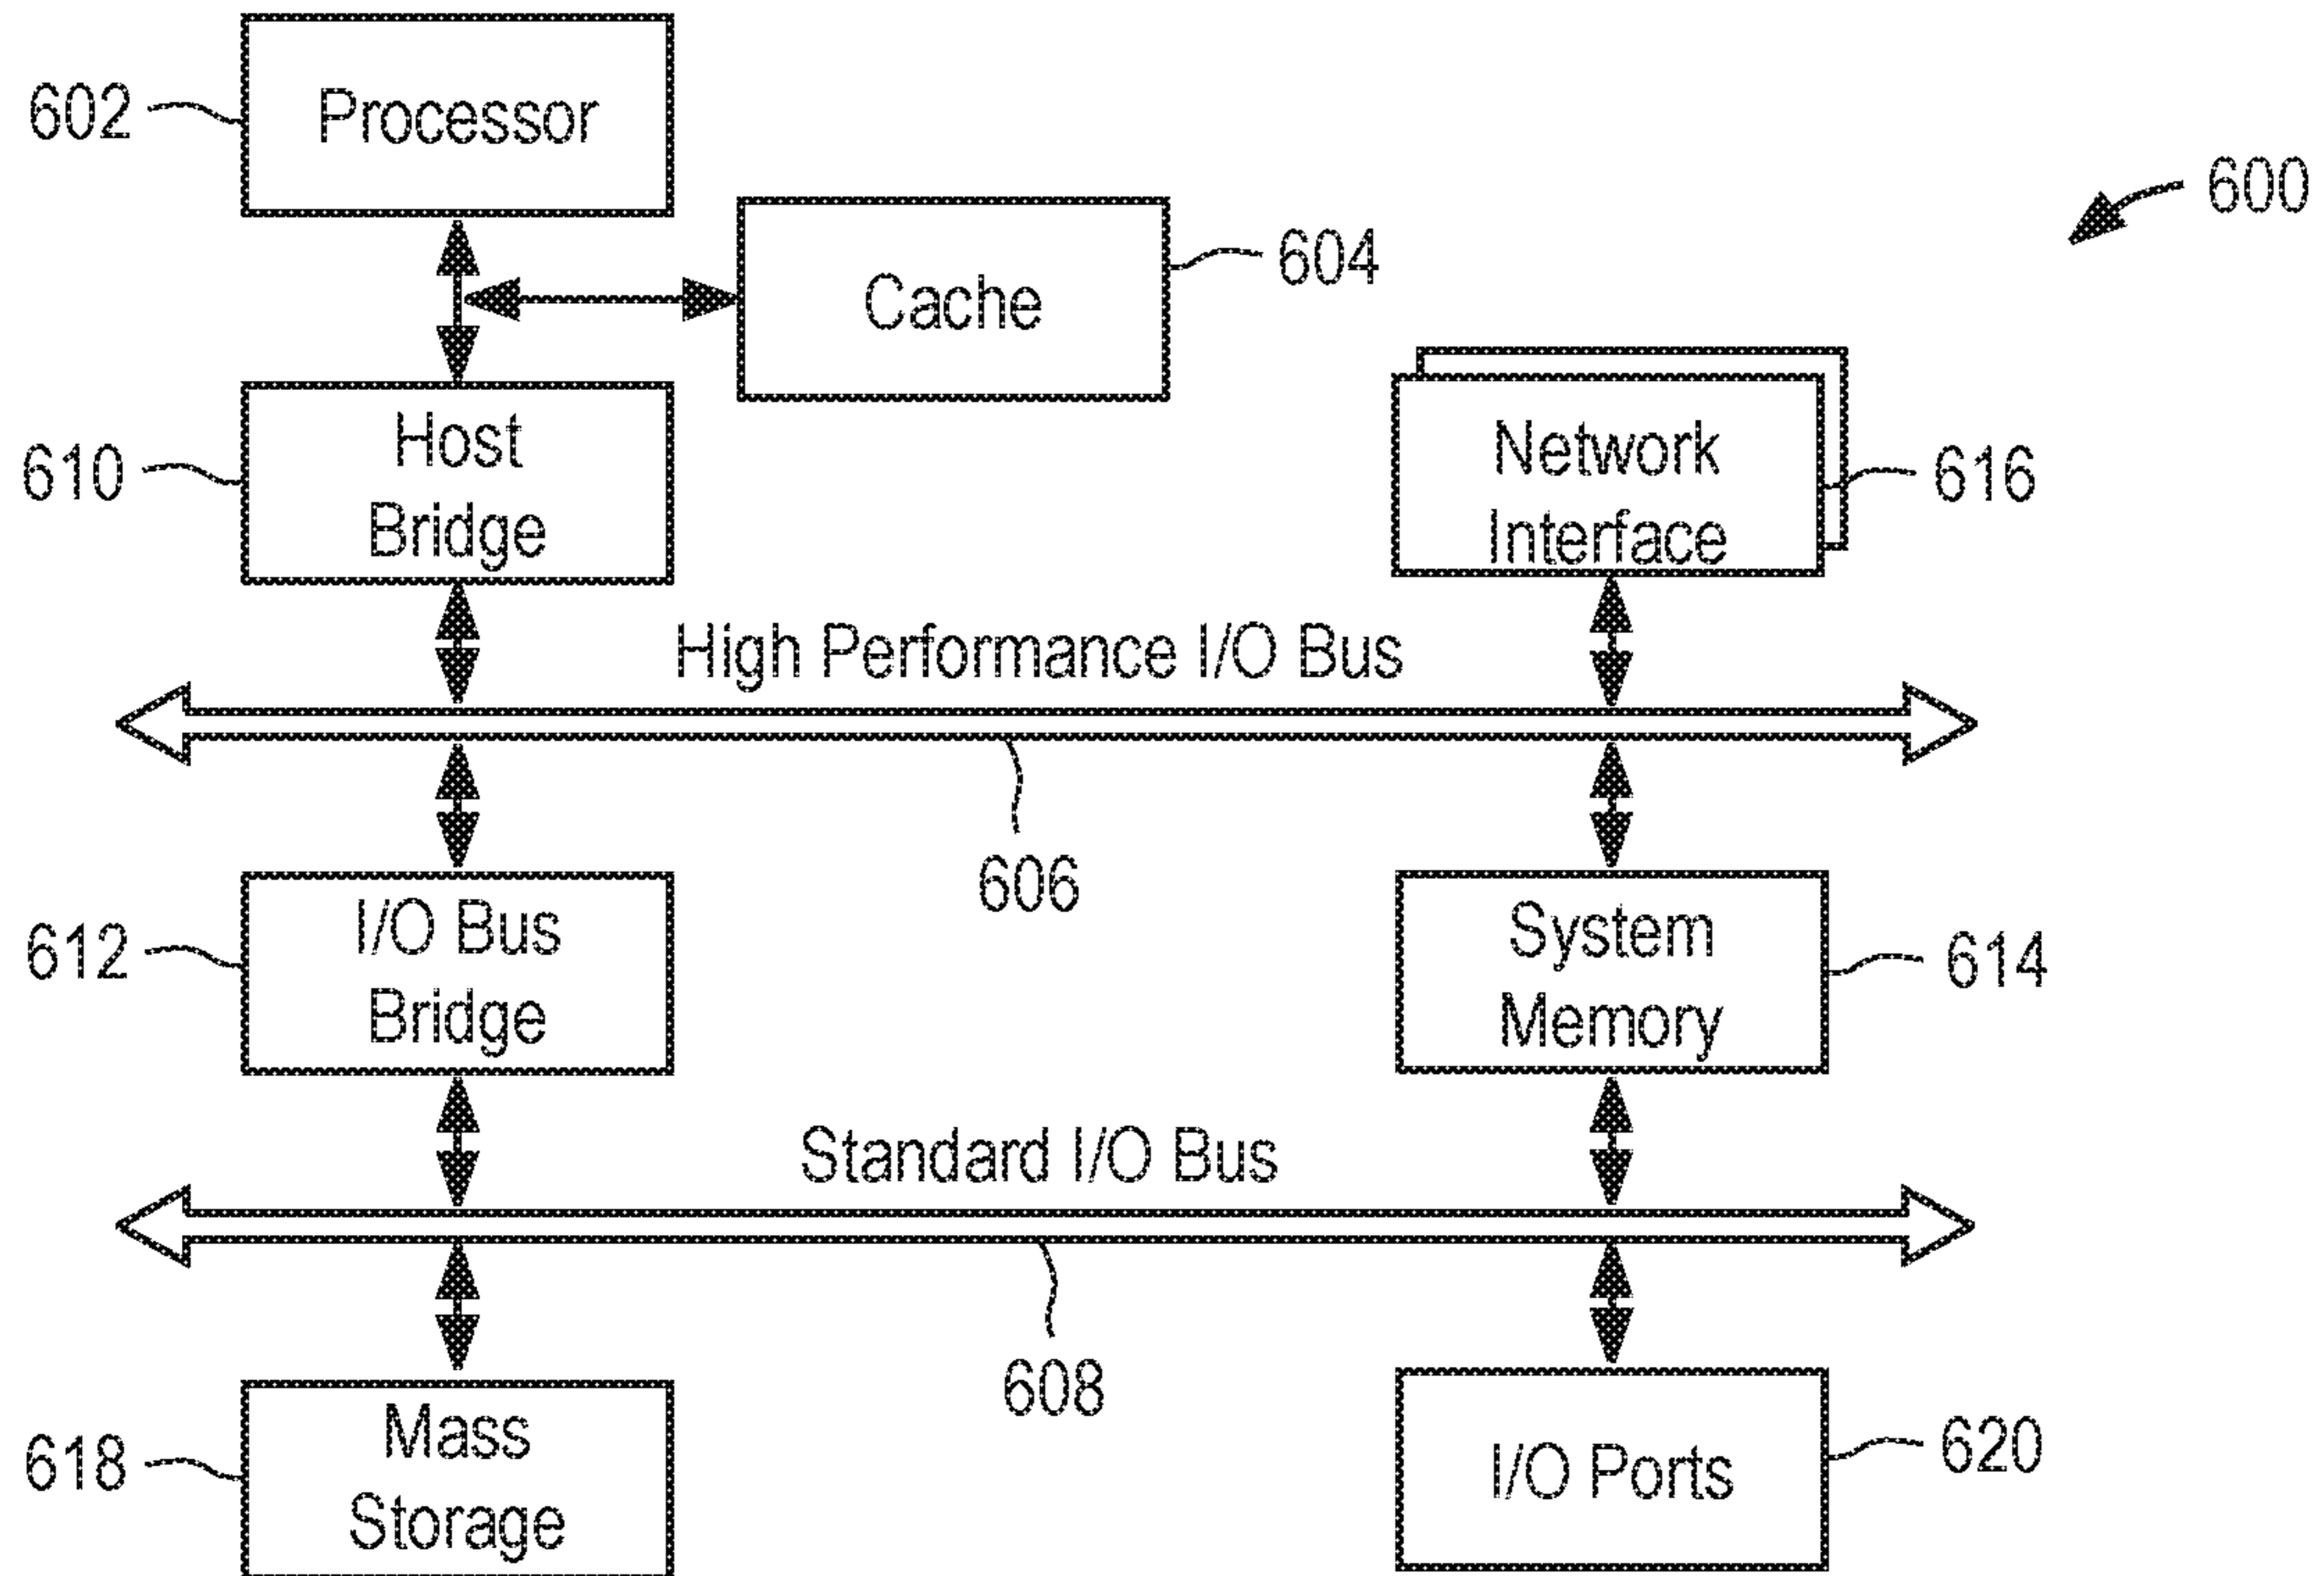 602
Processor
600
604
Cache
610
Host
Bridge
Network
Interface
616
High Performance I/O Bus
606
612
I/O Bus
Bridge
System
Memory
614
Standard I/O Bus
608
618
Mass
Storage
I/O Ports
620